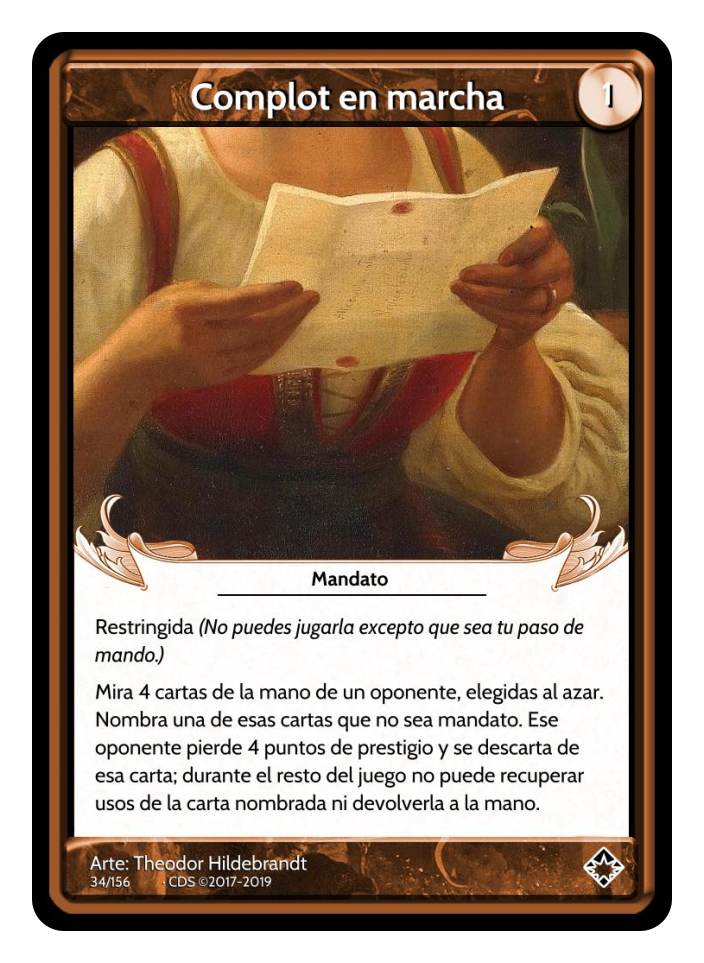 Complot en marcha
1
Mandato
Restringida (No puedes jugarla excepto que sea tu paso de
mando.)
Mira 4 cartas de la mano de un oponente, elegidas al azar.
Nombra una de esas cartas que no sea mandato. Ese
oponente pierde 4 puntos de prestigio y se descarta de
esa carta; durante el resto del juego no puede recuperar
usos de la carta nombrada ni devolverla a la mano.
Arte: Theodor Hildebrandt
34/156 · CDS ©2017-2019